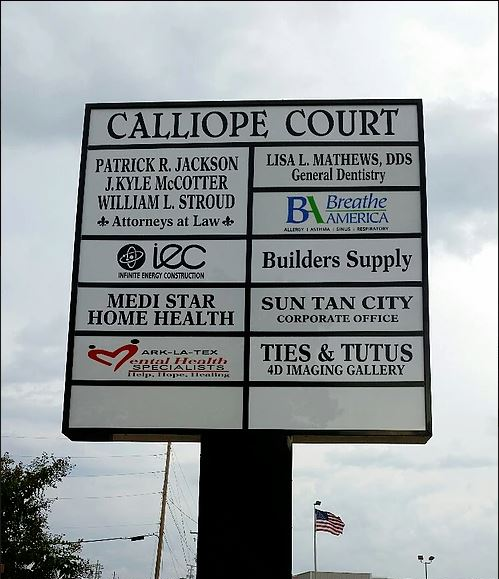 CALLIOPE COURT
PATRICK R. JACKSON
J.KYLE McCOTTER
WILLIAM L. STROUD
Attorneys at Law
LISA L. MATHEWS, DDS
General Dentistry
BA Breathe
AMERICA
ALLERGY | ASTHMA | SINUS | RESPIRATORY
iec
INFINITE ENERGY CONSTRUCTION
Builders Supply
MEDI STAR
HOME HEALTH
SUN TAN CITY
CORPORATE OFFICE
ARK-LA-TEX
Mental Health
SPECIALISTS
Help, Hope, Healing
TIES & TUTUS
4D IMAGING GALLERY